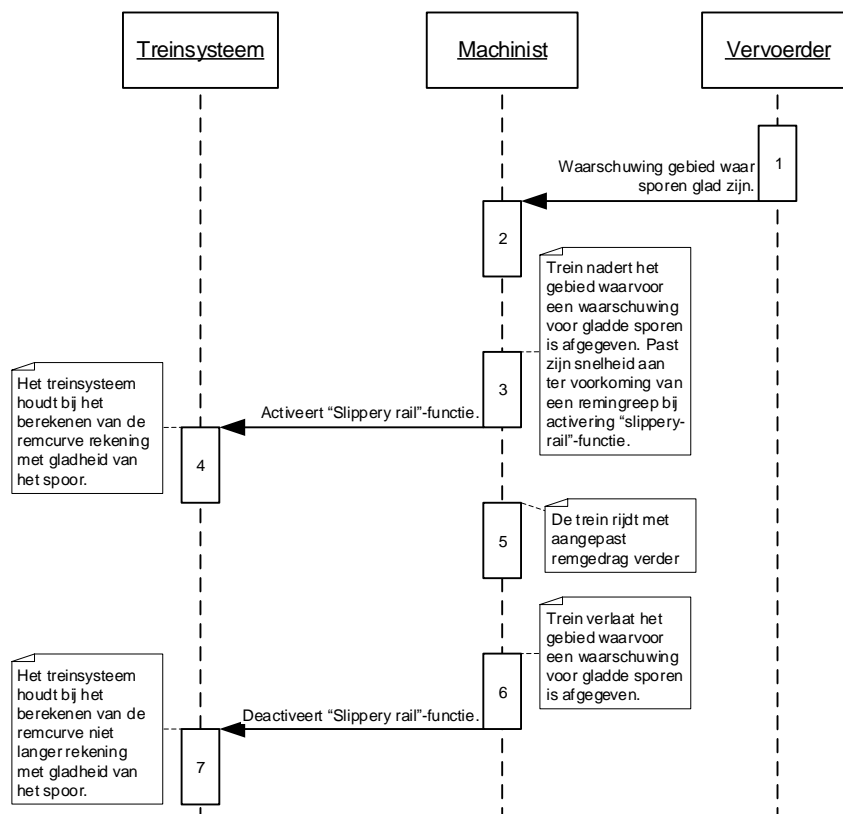 Treinsysteem
Machinist
Vervoerder
1
Waarschuwing gebied waar
sporen glad zijn.
2
Trein nadert het
gebied waarvoor
een waarschuwing
voor gladde sporen
is afgegeven. Past
zijn snelheid aan
ter voorkoming van
een remingreep bij
activering “slippery-
rail”-functie.
3
Activeert “Slippery rail”-functie.
Het treinsysteem
houdt bij het
berekenen van de
remcurve rekening
met gladheid van
het spoor.
4
5
De trein rijdt met
aangepast
remgedrag verder
Trein verlaat het
gebied waarvoor
een waarschuwing
voor gladde sporen
is afgegeven.
6
Deactiveert “Slippery rail”-functie.
Het treinsysteem
houdt bij het
berekenen van de
remcurve niet
langer rekening
met gladheid van
het spoor.
7